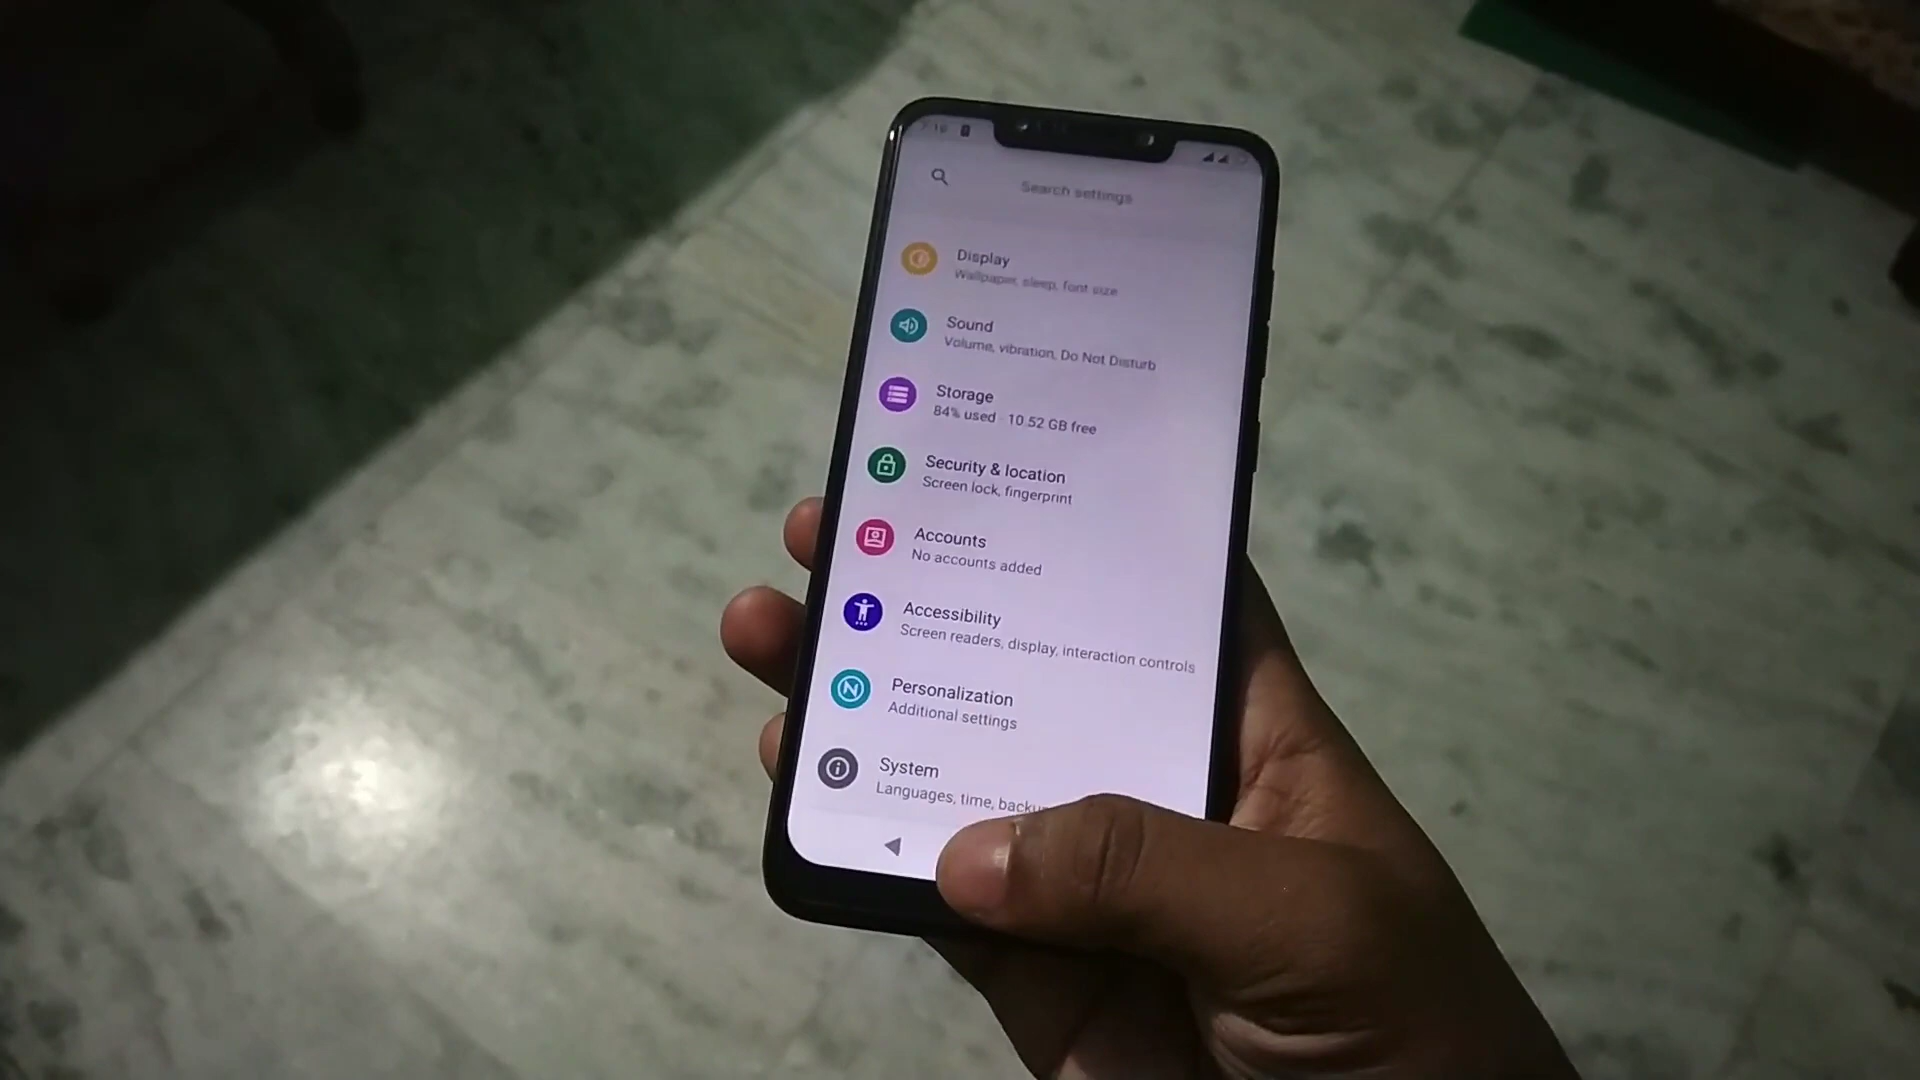 Search settings
Display
Wallpaper, sleep, font size
Sound
Volume, vibration, Do Not Disturb
Storage
84% used · 10.52 GB free
Security & location
Screen lock, fingerprint
Accounts
No accounts added
Accessibility
Screen readers, display, interaction controls
Personalization
Additional settings
System
Languages, time,